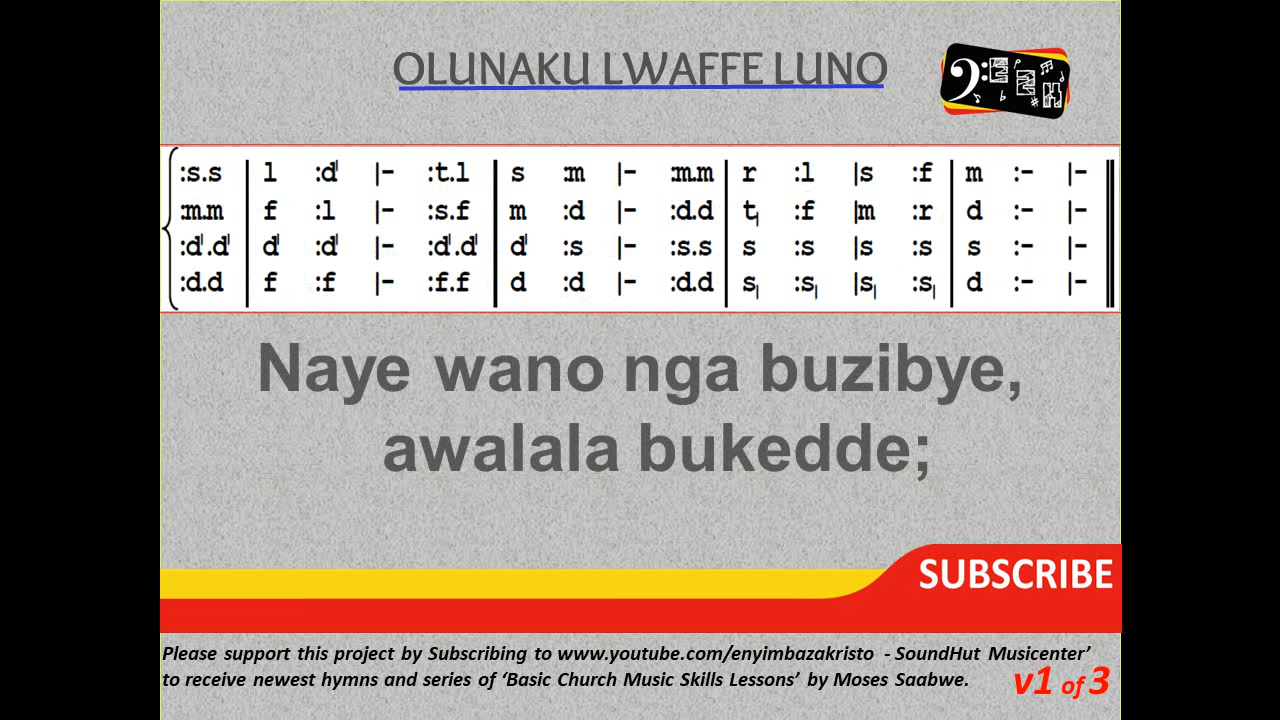 OLUNAKU LWAFFE LUNO
:s.s | l :d' |- :t.l | s :m |- :m.m | r :l |s :f | m :- |- ||
:m.m | f :l |- :s.f | m :d |- :d.d | t, :f |m :r | d :- |- ||
:d'.d' | d' :d' |- :d'.d' | d' :s |- :s.s | s :s |s :s | s :- |- ||
:d.d | f :f |- :f.f | d :d |- :d.d | s, :s, |s, :s, | d :- |- ||
Naye wano nga buzibye,
awalala bukedde;
SUBSCRIBE
Please support this project by Subscribing to www.youtube.com/enyimbazakristo - SoundHut Musicenter’
to receive newest hymns and series of ‘Basic Church Music Skills Lessons’ by Moses Saabwe.
v1 of 3